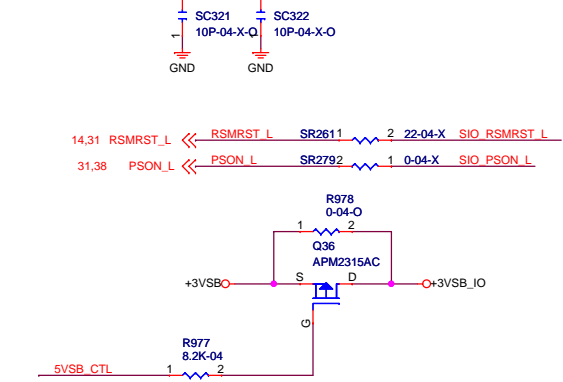 SC321 SC322
10P-04-X-O 10P-04-X-O
1 1
GND GND
14,31 RSMRST_L RSMRST_L SR261 1 2 22-04-X SIO_RSMRST_L
31,38 PSON_L PSON_L SR279 2 1 0-04-X SIO_PSON_L
R978
0-04-O
1 2
Q36
APM2315AC
+3VSB S D +3VSB_IO
G
R977
8.2K-04
5VSB_CTL 1 2